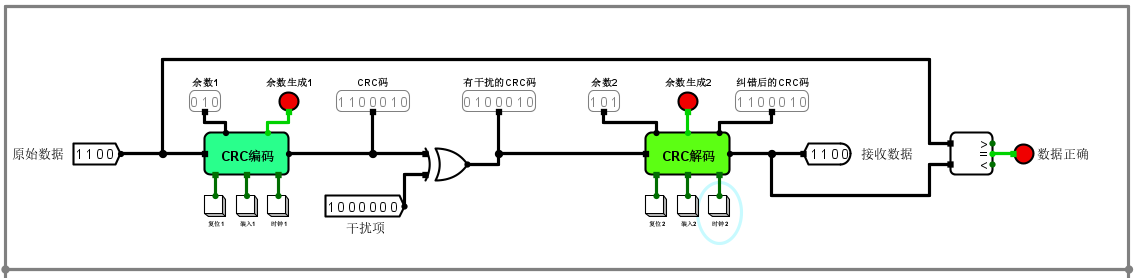 余数1 余数生成1 CRC码 有干扰的CRC码 余数2 余数生成2 纠错后的CRC码
010 1100010 0100010 101 1100010
原始数据 1100 CRC编码 CRC解码 1100 接收数据 > = < 数据正确
1000000
复位1 输入1 时钟1 干扰项 复位2 输入2 时钟2